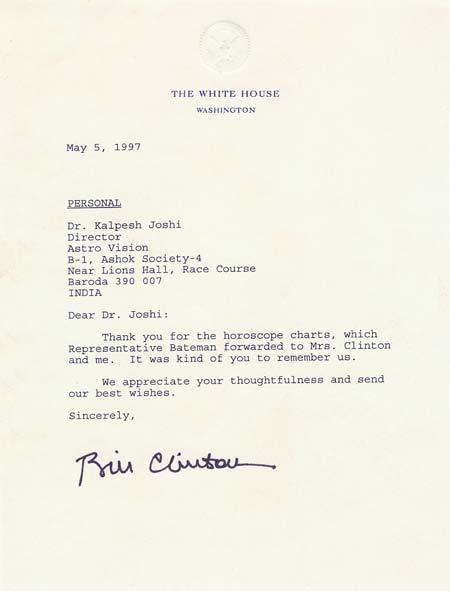 THE WHITE HOUSE
WASHINGTON
May 5, 1997
PERSONAL
Dr. Kalpesh Joshi
Director
Astro Vision
B-1, Ashok Society-4
Near Lions Hall, Race Course
Baroda 390 007
INDIA
Dear Dr. Joshi:
Thank you for the horoscope charts, which
Representative Bateman forwarded to Mrs. Clinton
and me. It was kind of you to remember us.
We appreciate your thoughtfulness and send
our best wishes.
Sincerely,
Bill Clinton